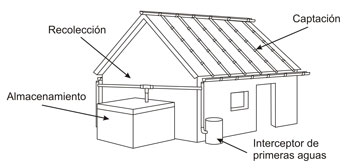 Recolección
Captación
Almacenamiento
Interceptor de
primeras aguas